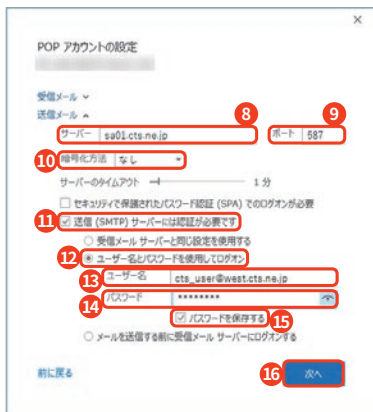 POP アカウントの設定
受信メール
送信メール
⑧ ⑨
サーバー sa01.cts.ne.jp ポート 587
⑩ 暗号化方法 なし
サーバーのタイムアウト 1 分
セキュリティで保護されたパスワード認証 (SPA) でのログオンが必要
⑪ 送信 (SMTP) サーバーには認証が必要です
受信メール サーバーと同じ設定を使用する
⑫ ユーザー名とパスワードを使用してログオン
⑬ ユーザー名 cts_user@west.cts.ne.jp
⑭ パスワード ********
パスワードを保存する ⑮
メールを送信する前に受信メール サーバーにログオンする
前に戻る ⑯ 次へ